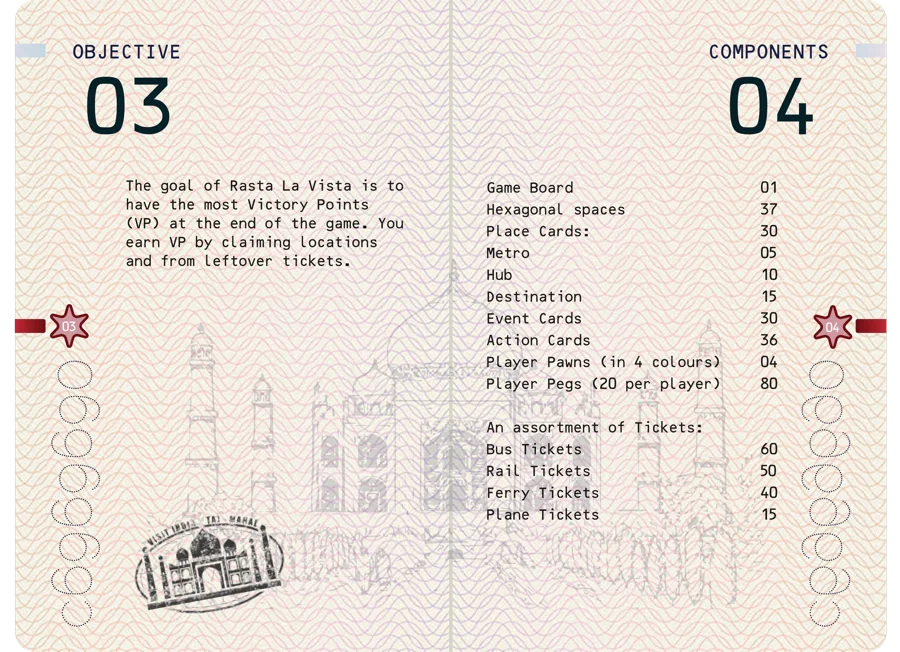 OBJECTIVE
03
The goal of Rasta La Vista is to
have the most Victory Points
(VP) at the end of the game. You
earn VP by claiming locations
and from leftover tickets.
03
VISIT INDIA TAJ MAHAL
COMPONENTS
04
Game Board 01
Hexagonal spaces 37
Place Cards: 30
Metro 05
Hub 10
Destination 15
Event Cards 30
Action Cards 36
Player Pawns (in 4 colours) 04
Player Pegs (20 per player) 80
An assortment of Tickets:
Bus Tickets 60
Rail Tickets 50
Ferry Tickets 40
Plane Tickets 15
04